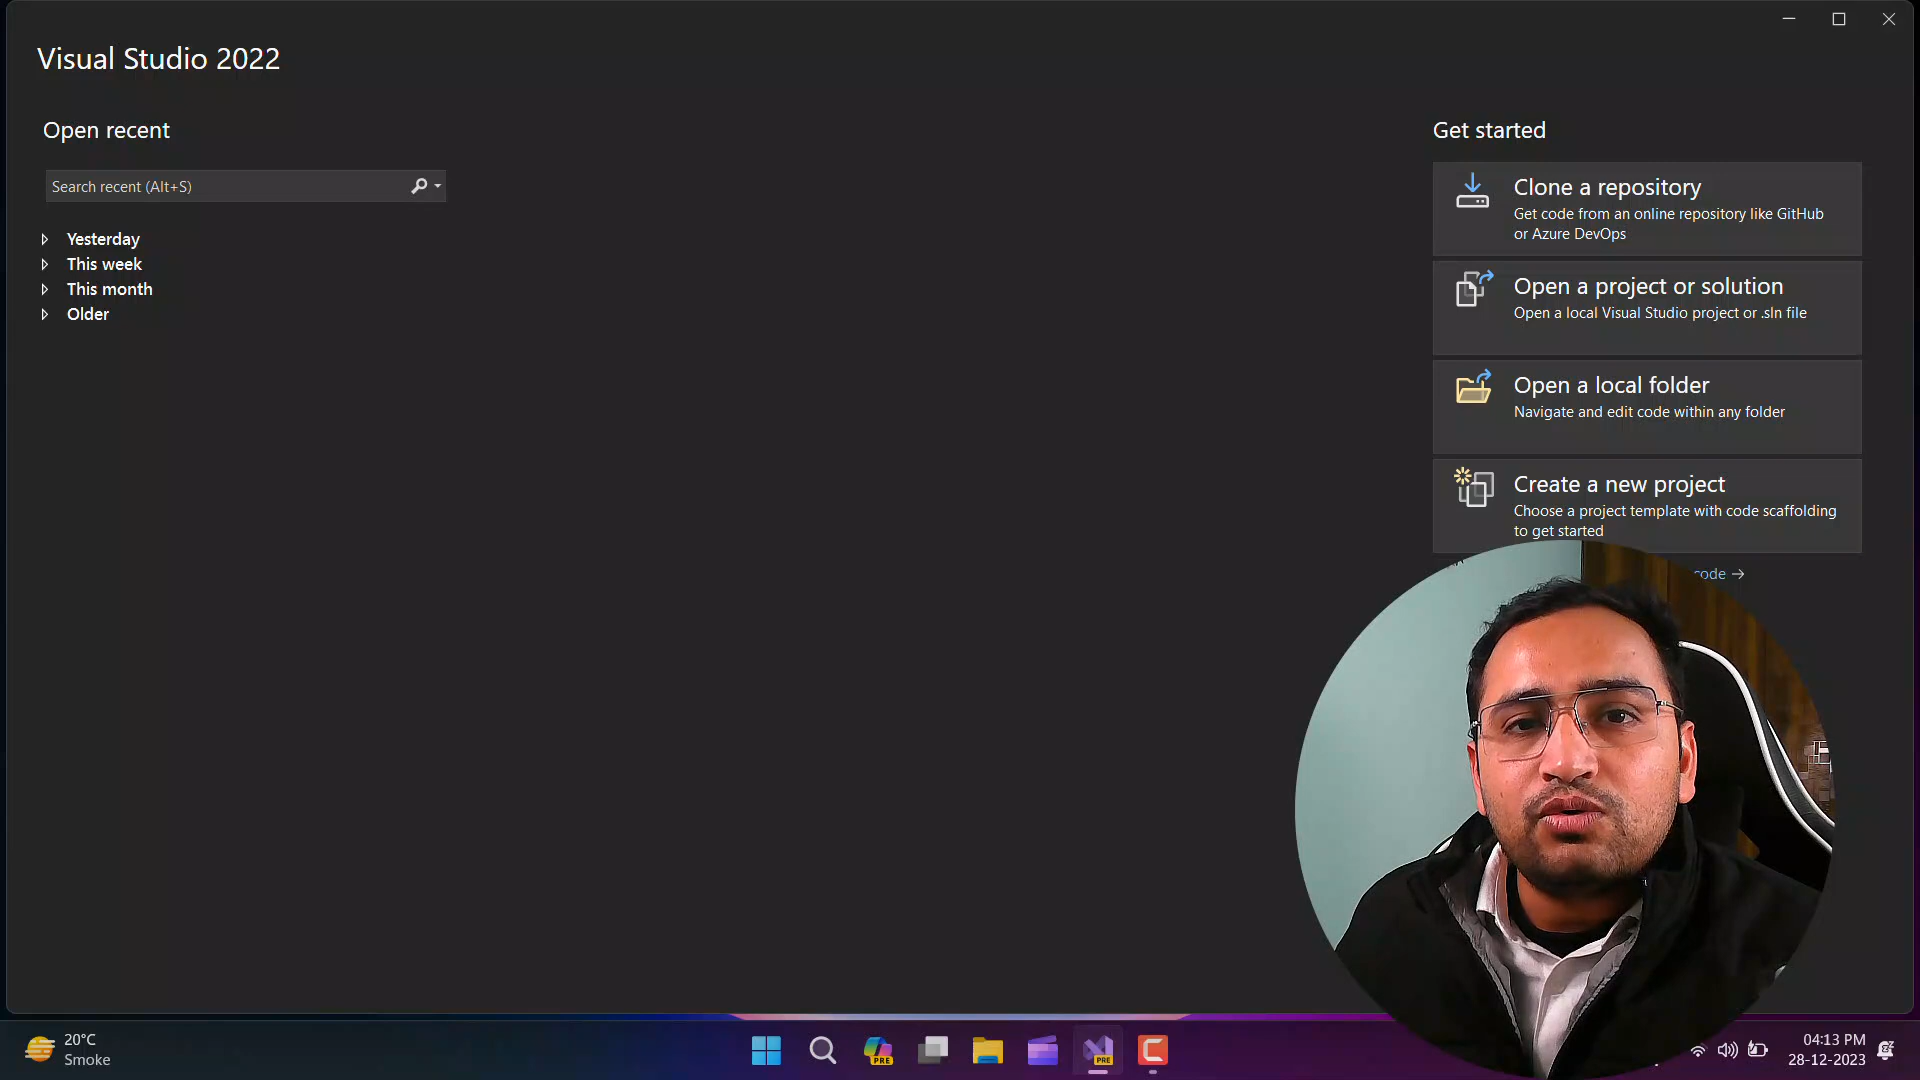 Visual Studio 2022
Open recent
Search recent (Alt+S)
Yesterday
This week
This month
Older
Get started
Clone a repository
Get code from an online repository like GitHub
or Azure DevOps
Open a project or solution
Open a local Visual Studio project or .sln file
Open a local folder
Navigate and edit code within any folder
Create a new project
Choose a project template with code scaffolding
to get started
code →
20°C
Smoke
PRE
PRE
04:13 PM
28-12-2023